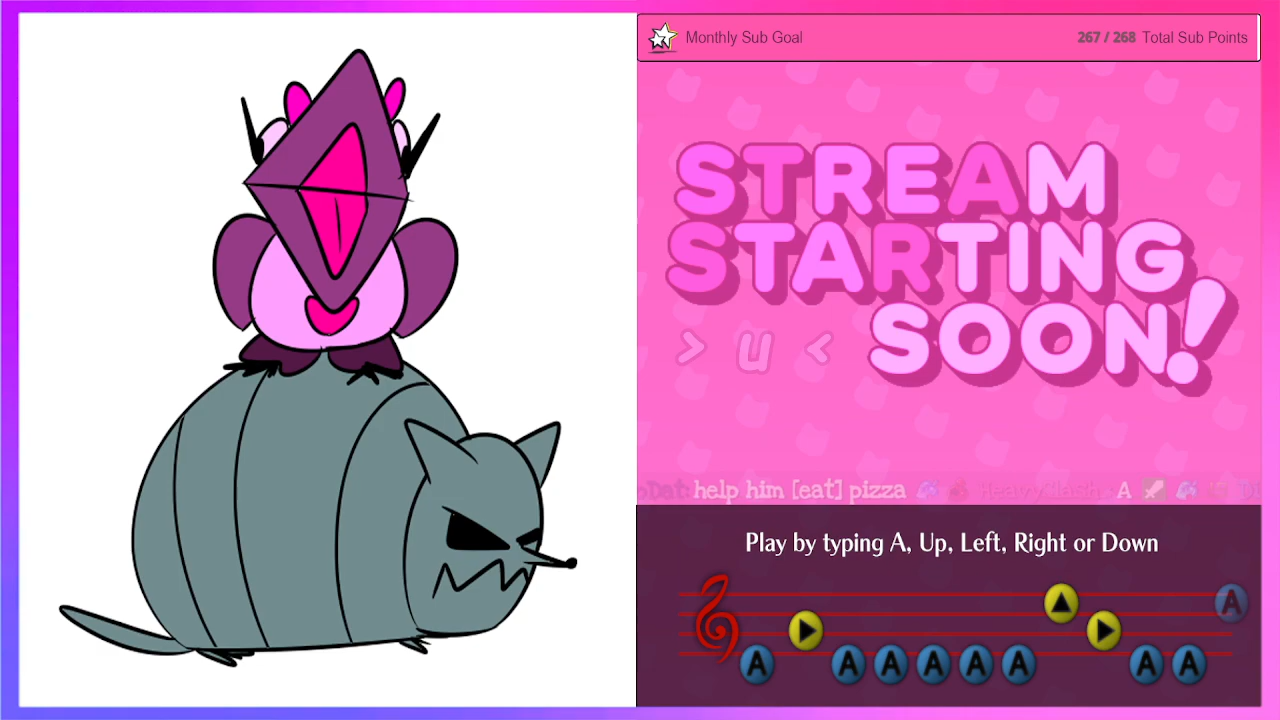 Monthly Sub Goal 267 / 268 Total Sub Points
STREAM
STARTING
SOON!
> u <
help him [eat] pizza HeavySlash: A
Play by typing A, Up, Left, Right or Down
A A A A A A A A A